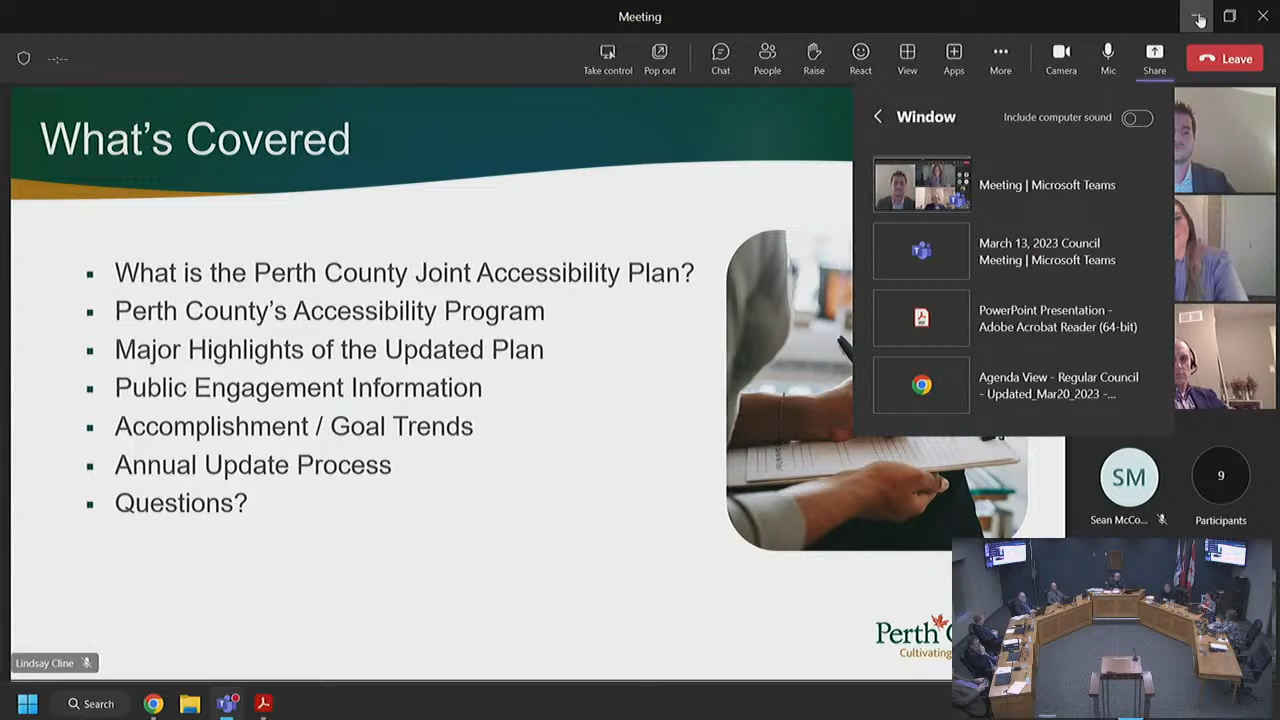 Meeting
--:--
Take control
Pop out
Chat
People
Raise
React
View
Apps
More
Camera
Mic
Share
Leave
What's Covered
▪ What is the Perth County Joint Accessibility Plan?
▪ Perth County's Accessibility Program
▪ Major Highlights of the Updated Plan
▪ Public Engagement Information
▪ Accomplishment / Goal Trends
▪ Annual Update Process
▪ Questions?
Window
Include computer sound
Meeting | Microsoft Teams
March 13, 2023 Council
Meeting | Microsoft Teams
PowerPoint Presentation -
Adobe Acrobat Reader (64-bit)
Agenda View - Regular Council
- Updated_Mar20_2023 -...
SM
Sean McCo...
9
Participants
Perth C
Cultivating
Lindsay Cline
Search